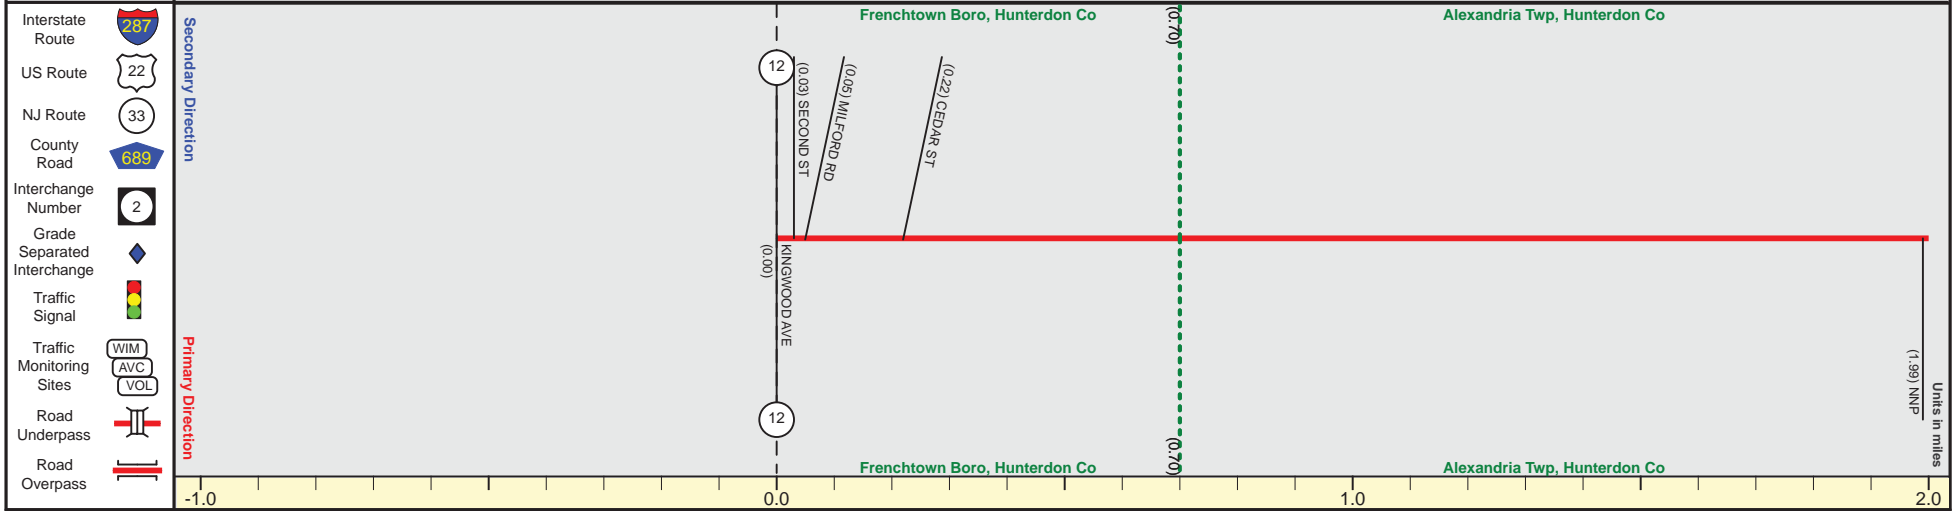 Interstate
Route
287
US Route
22
NJ Route
33
County
Road
689
Interchange
Number
2
Grade
Separated
Interchange
Traffic
Signal
Traffic
Monitoring
Sites
WIM
AVC
VOL
Road
Underpass
Road
Overpass
Secondary Direction
Primary Direction
Frenchtown Boro, Hunterdon Co
(0.70)
Alexandria Twp, Hunterdon Co
12
(0.03) SECOND ST
(0.05) MILFORD RD
(0.22) CEDAR ST
(0.00)
KINGWOOD AVE
12
(1.99) NNP
Units in miles
Frenchtown Boro, Hunterdon Co
(0.70)
Alexandria Twp, Hunterdon Co
-1.0
0.0
1.0
2.0